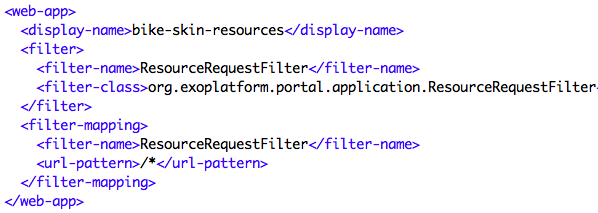 <web-app>
<display-name>bike-skin-resources</display-name>
<filter>
<filter-name>ResourceRequestFilter</filter-name>
<filter-class>org.exoplatform.portal.application.ResourceRequestFilter
</filter>
<filter-mapping>
<filter-name>ResourceRequestFilter</filter-name>
<url-pattern>/*</url-pattern>
</filter-mapping>
</web-app>